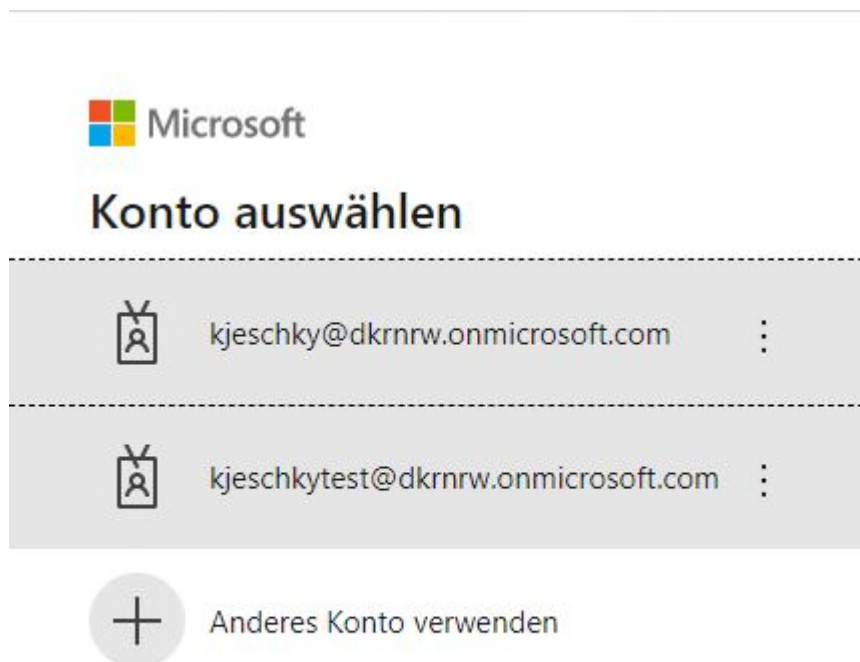 Microsoft
Konto auswählen
kjeschky@dkrnrw.onmicrosoft.com
kjeschkytest@dkrnrw.onmicrosoft.com
Anderes Konto verwenden